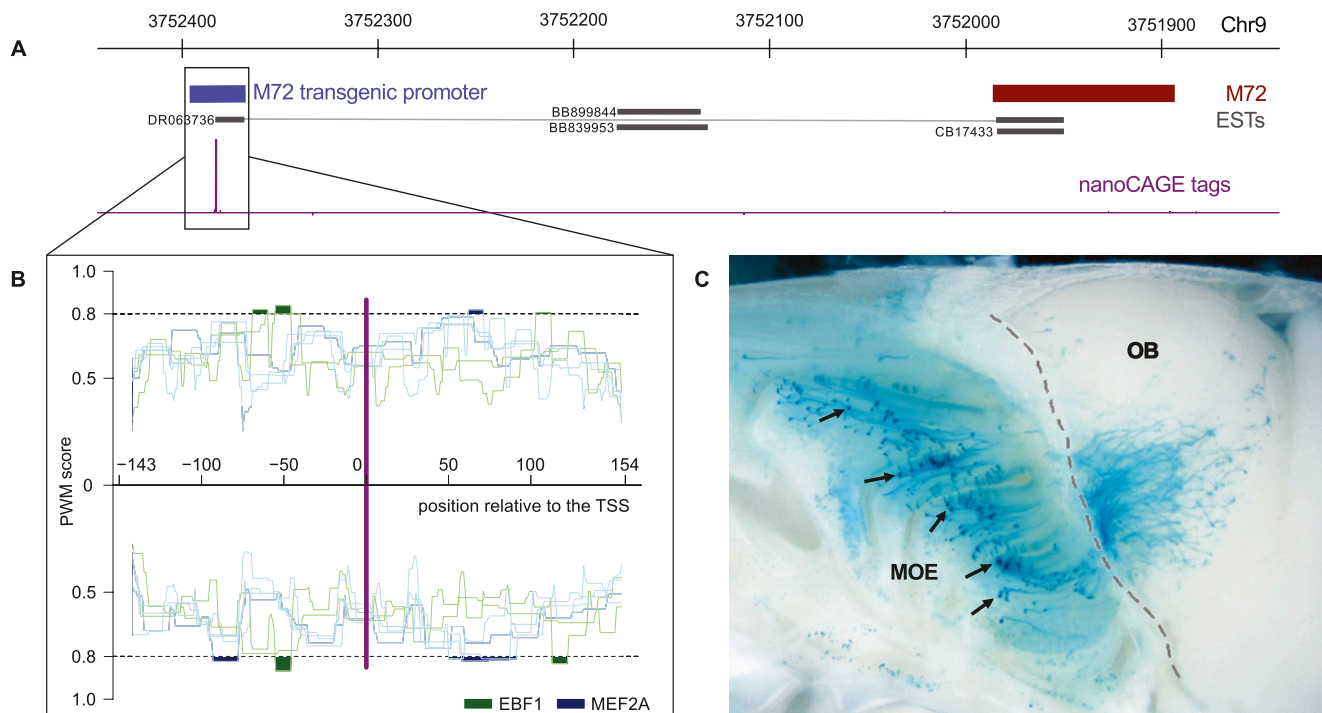 3752400 3752300 3752200 3752100 3752000 3751900 Chr9
A
M72 transgenic promoter M72
BB899844
DR063736 ESTs
BB839953 CB17433
nanoCAGE tags
B
1.0
0.8
0.5
−143 −100 −50 0 50 100 154
0
position relative to the TSS
PWM score
0.5
0.8
1.0
EBF1 MEF2A
C
OB
MOE